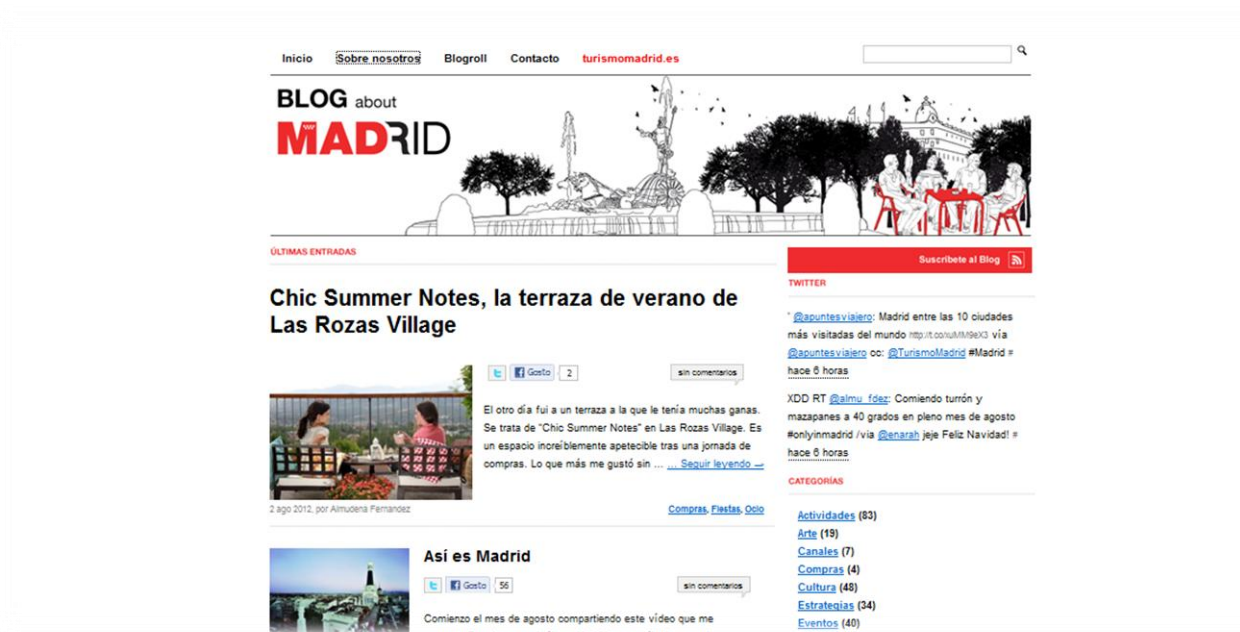 Inicio Sobre nosotros Blogroll Contacto turismomadrid.es
BLOG about
MADRID
ÚLTIMAS ENTRADAS
Chic Summer Notes, la terraza de verano de
Las Rozas Village
Gosto 2 sin comentarios
El otro día fui a un terraza a la que le tenía muchas ganas.
Se trata de "Chic Summer Notes" en Las Rozas Village. Es
un espacio increíblemente apetecible tras una jornada de
compras. Lo que más me gustó sin ... ... Seguir leyendo →
2 ago 2012, por Almudena Fernandez
Compras, Fiestas, Ocio
Así es Madrid
Gosto 56 sin comentarios
Comienzo el mes de agosto compartiendo este vídeo que me
Suscríbete al Blog
TWITTER
" @apuntesviajero: Madrid entre las 10 ciudades
más visitadas del mundo vía
@apuntesviajero cc: @TurismoMadrid #Madrid #
hace 6 horas
XDD RT @almu_fdez: Comiendo turrón y
mazapanes a 40 grados en pleno mes de agosto
#onlyinmadrid /via @enarah jeje Feliz Navidad! #
hace 6 horas
CATEGORÍAS
Actividades (83)
Arte (19)
Canales (7)
Compras (4)
Cultura (48)
Estrategias (34)
Eventos (40)